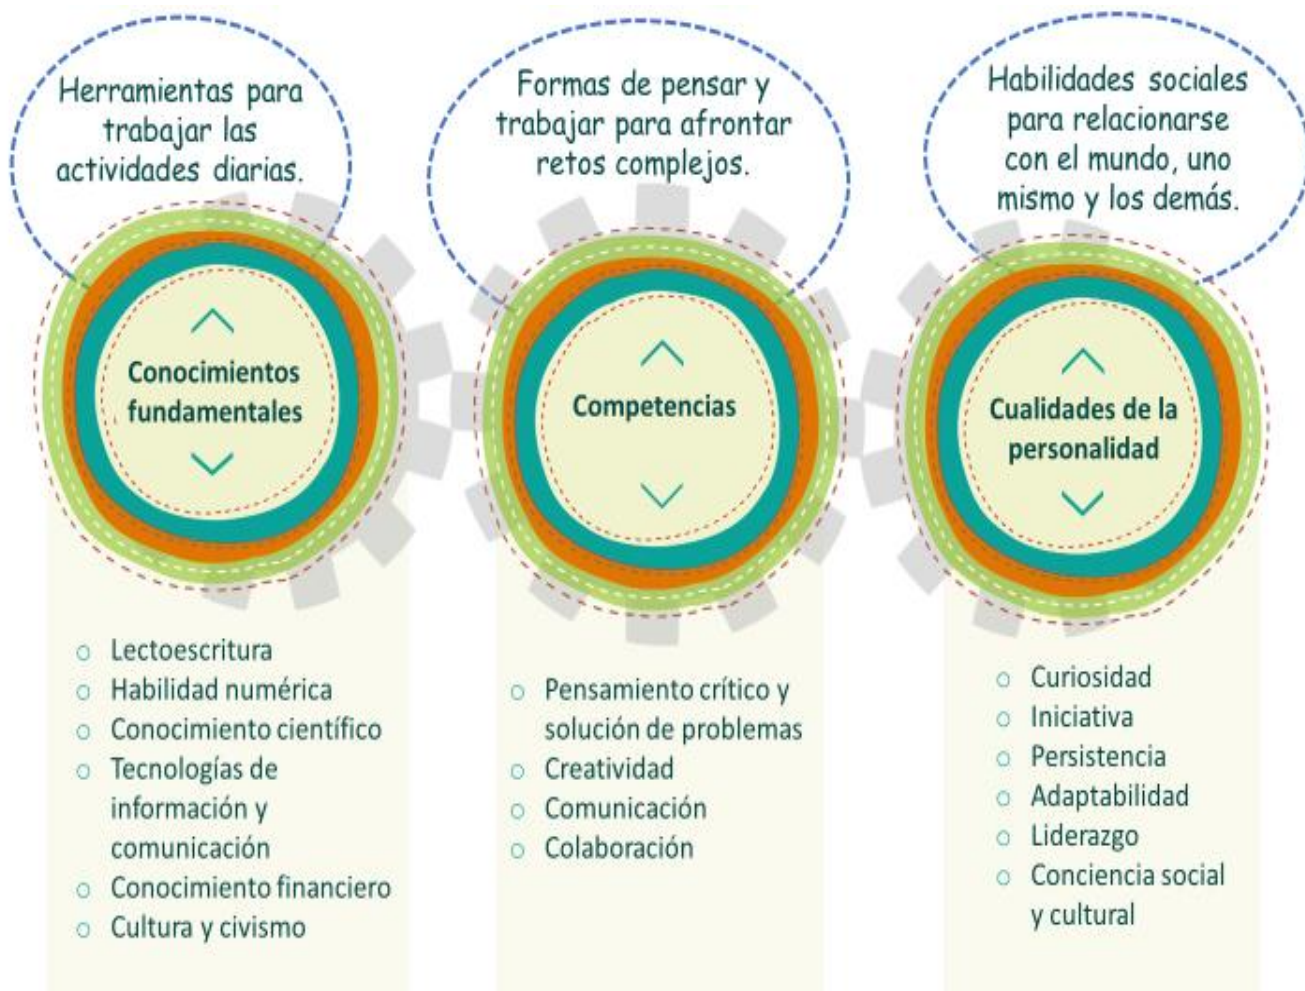 Herramientas para
trabajar las
actividades diarias.
Conocimientos
fundamentales
○ Lectoescritura
○ Habilidad numérica
○ Conocimiento científico
○ Tecnologías de
información y
comunicación
○ Conocimiento financiero
○ Cultura y civismo
Formas de pensar y
trabajar para afrontar
retos complejos.
Competencias
○ Pensamiento crítico y
solución de problemas
○ Creatividad
○ Comunicación
○ Colaboración
Habilidades sociales
para relacionarse
con el mundo, uno
mismo y los demás.
Cualidades de la
personalidad
○ Curiosidad
○ Iniciativa
○ Persistencia
○ Adaptabilidad
○ Liderazgo
○ Conciencia social
y cultural